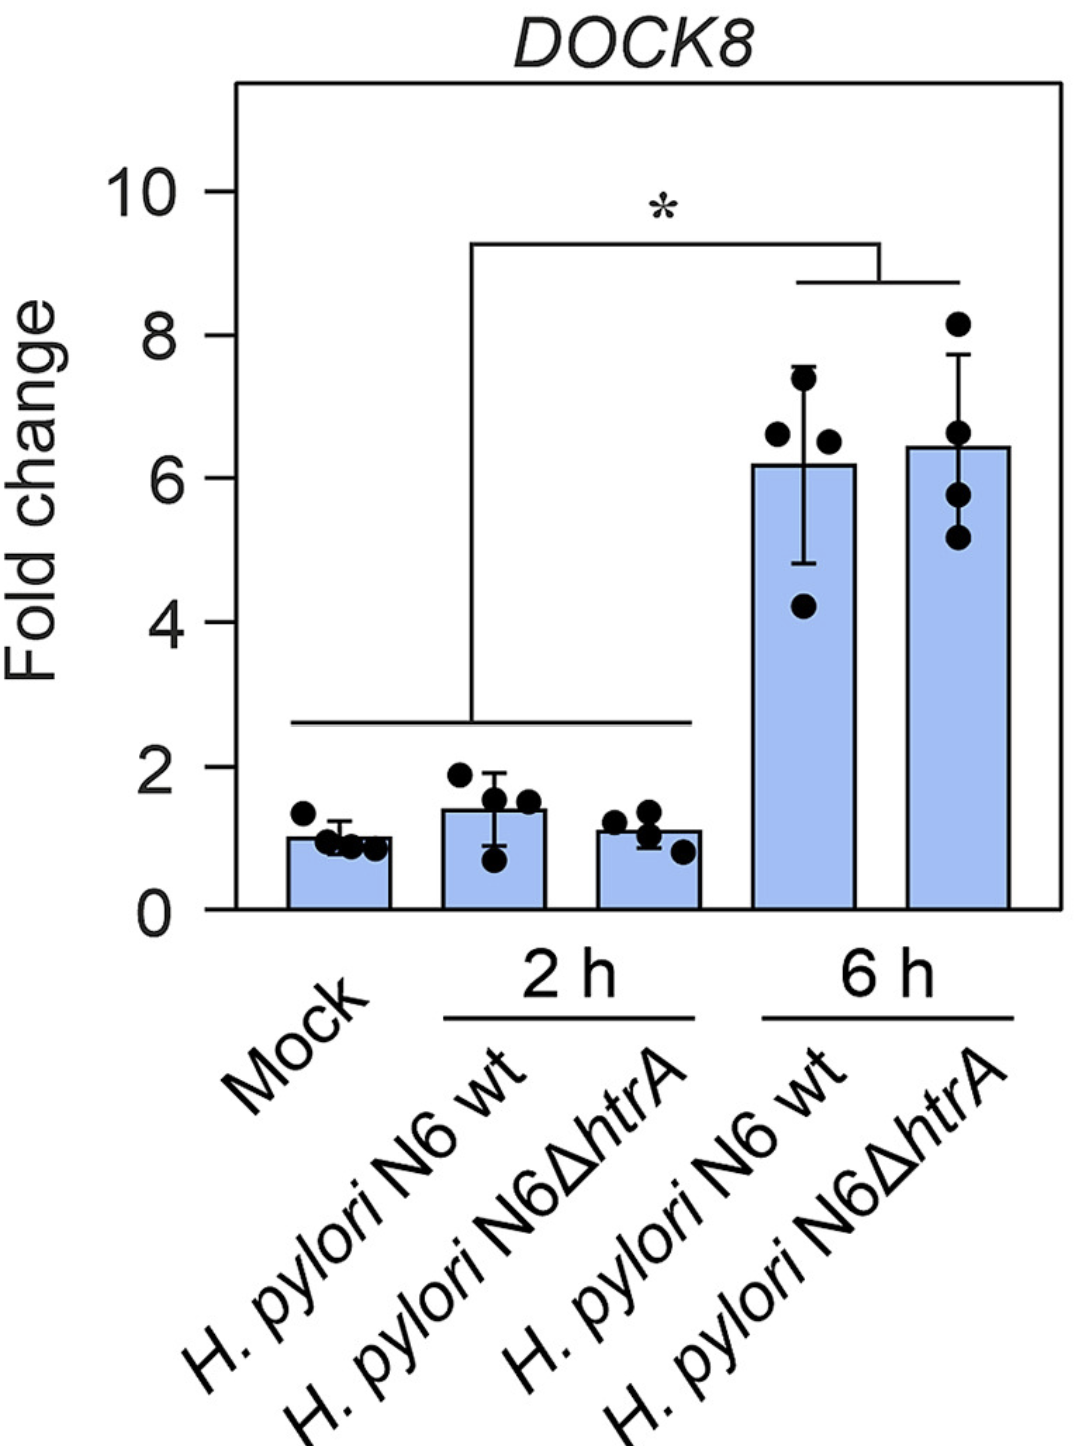 DOCK8
Fold change
10
8
6
4
2
0
*
2 h
6 h
Mock
H. pylori N6 wt
H. pylori N6ΔhtrA
H. pylori N6 wt
H. pylori N6ΔhtrA